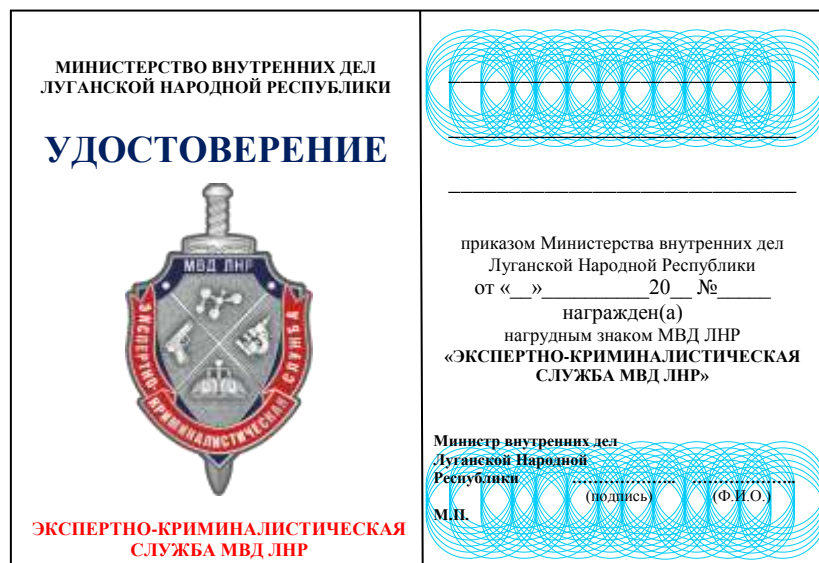 МИНИСТЕРСТВО ВНУТРЕННИХ ДЕЛ
ЛУГАНСКОЙ НАРОДНОЙ РЕСПУБЛИКИ
УДОСТОВЕРЕНИЕ
МВД ЛНР
ЭКСПЕРТНО-КРИМИНАЛИСТИЧЕСКАЯ СЛУЖБА
ЭКСПЕРТНО-КРИМИНАЛИСТИЧЕСКАЯ
СЛУЖБА МВД ЛНР
приказом Министерства внутренних дел
Луганской Народной Республики
от «__»__________20__ №_____
награжден(а)
нагрудным знаком МВД ЛНР
«ЭКСПЕРТНО-КРИМИНАЛИСТИЧЕСКАЯ
СЛУЖБА МВД ЛНР»
Министр внутренних дел
Луганской Народной
Республики ………………... ………………...
(подпись) (Ф.И.О.)
М.П.